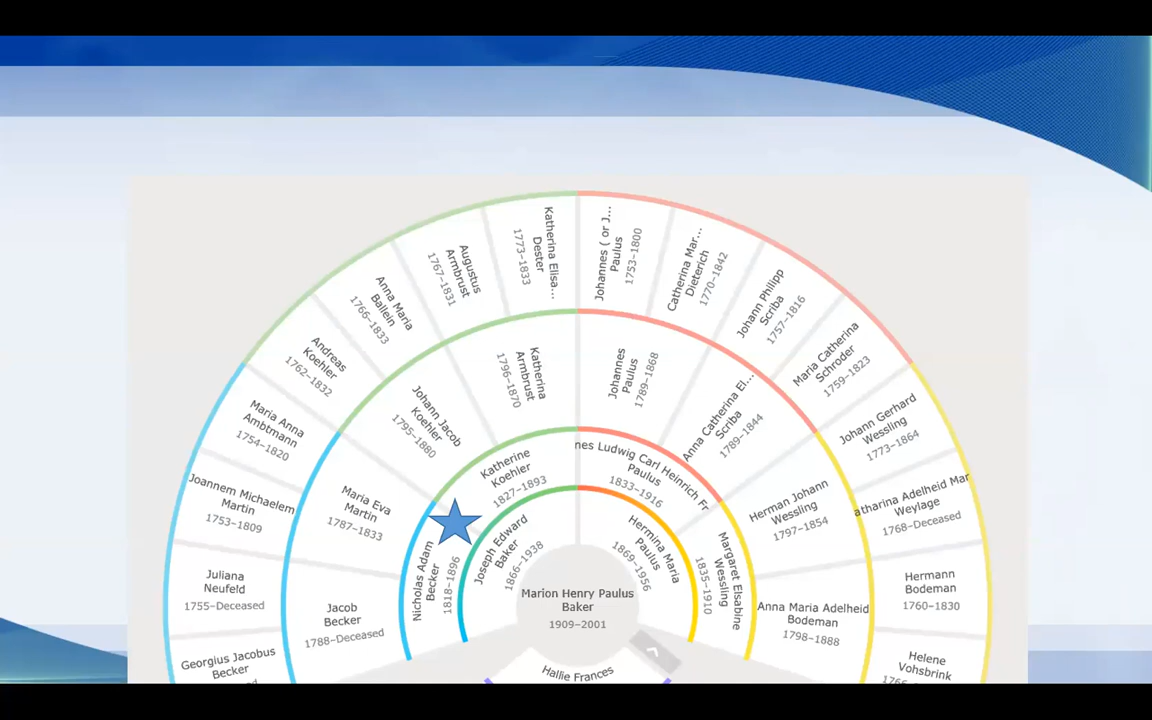 Johannes ( or J...
Paulus
1753–1800
Catherina Mar...
Dieterich
1770–1842
Johann Philipp
Scriba
1757–1816
Maria Catherina
Schroder
1759–1823
Johann Gerhard
Wessling
1773–1864
atharina Adelheid Mar
Weylage
1768–Deceased
Hermann
Bodeman
1760–1830
Helene
Vohsbrink
Katherina Elisa...
Dester
1773–1833
Augustus
Armbrust
1767–1831
Anna Maria
Ballein
1766–1833
Andreas
Koehler
1762–1832
Maria Anna
Ambtmann
1754–1820
Joannem Michaelem
Martin
1753–1809
Juliana
Neufeld
1755–Deceased
Georgius Jacobus
Becker
Katherina
Armbrust
1796–1870
Johann Jacob
Koehler
1795–1880
Maria Eva
Martin
1787–1833
Jacob
Becker
1788–Deceased
Johannes
Paulus
1789–1868
Anna Catherina El...
Scriba
1789–1844
Herman Johann
Wessling
1797–1854
Anna Maria Adelheid
Bodeman
1798–1888
Katherine
Koehler
1827–1893
Nicholas Adam
Becker
1818–1896
nes Ludwig Carl Heinrich Fr
Paulus
1833–1916
Margaret Elsabine
Wessling
1835–1910
Joseph Edward
Baker
1866–1938
Hermina Maria
Paulus
1869–1956
Marion Henry Paulus
Baker
1909–2001
Hallie Frances